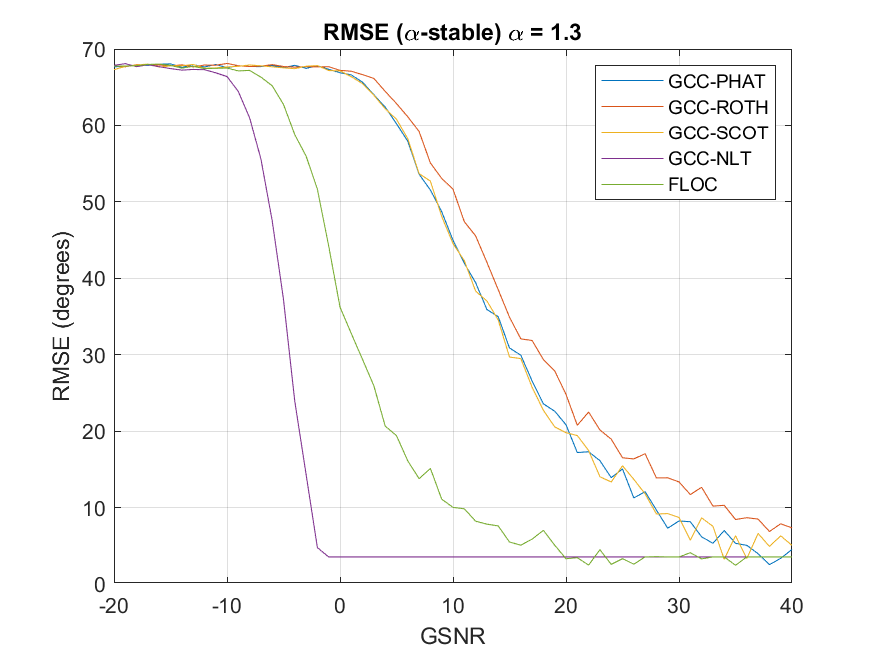 RMSE (α-stable) α = 1.3
70
60
50
40
30
20
10
0
RMSE (degrees)
GCC-PHAT
GCC-ROTH
GCC-SCOT
GCC-NLT
FLOC
-20 -10 0 10 20 30 40
GSNR